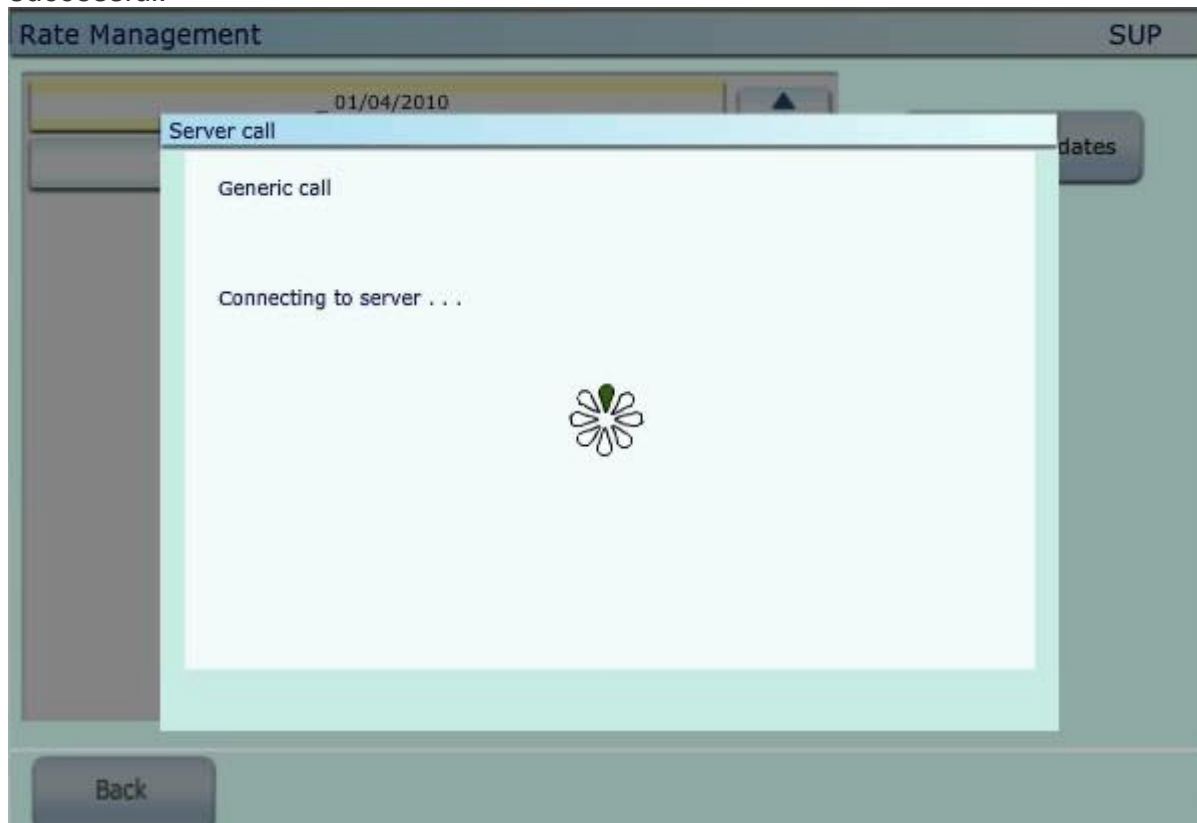 Rate Management SUP
_ 01/04/2010
Server call
dates
Generic call
Connecting to server . . .
Back